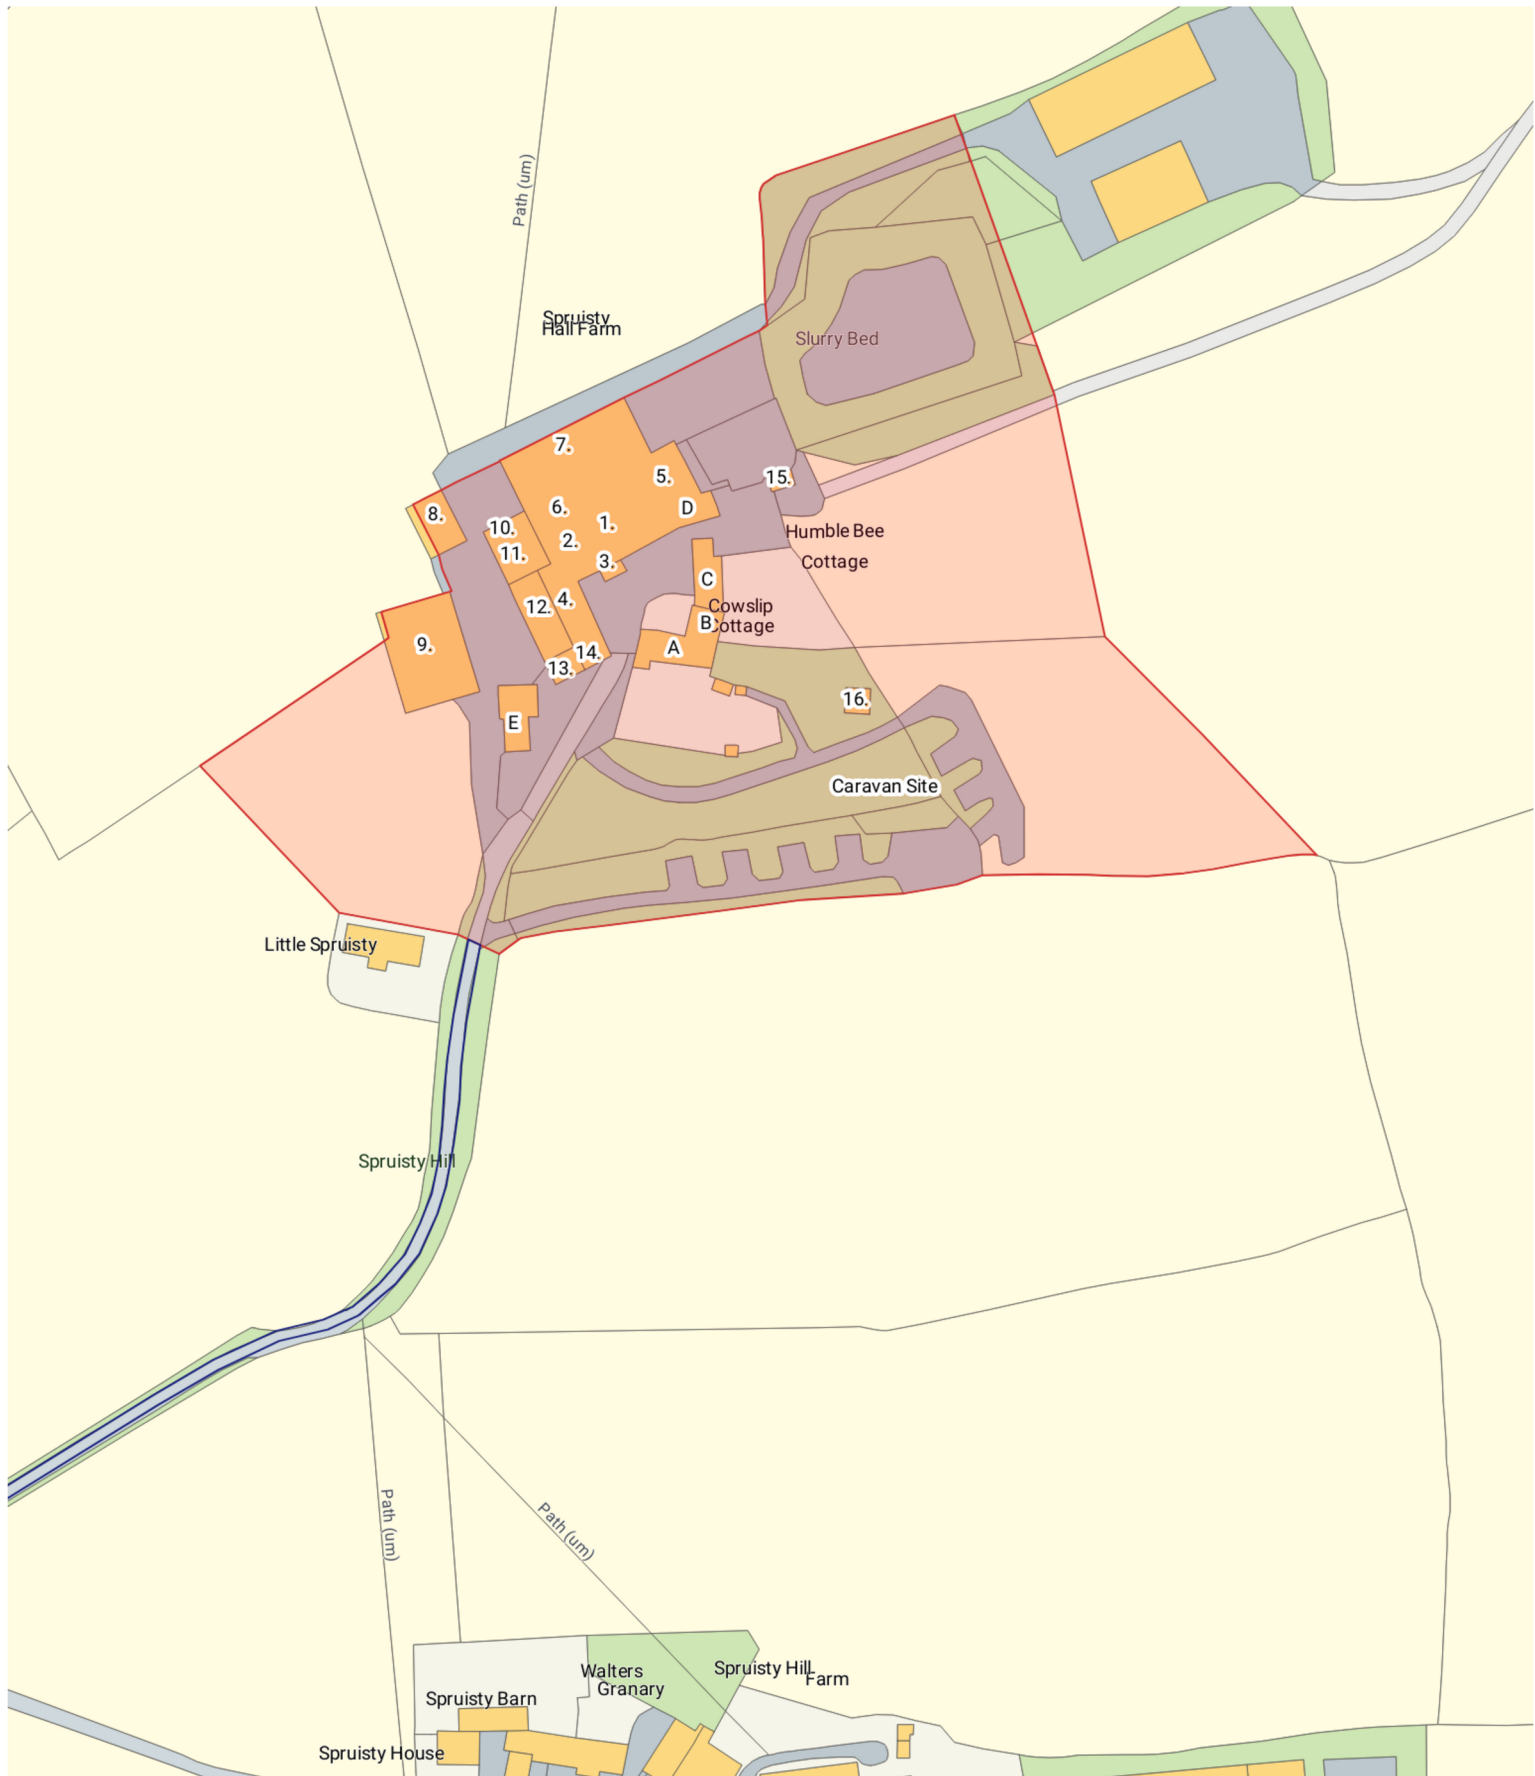 Path (um)
Spruisty
Hall Farm
Slurry Bed
7.
5.
15.
8.
6.
D
10.
1.
2.
11.
3.
Humble Bee
Cottage
C
4.
12.
Cowslip
Cottage
B
A
9.
14.
13.
16.
E
Caravan Site
Little Spruisty
Spruisty Hill
Path (um)
Path (um)
Walters
Granary
Spruisty Hill
Farm
Spruisty Barn
Spruisty House